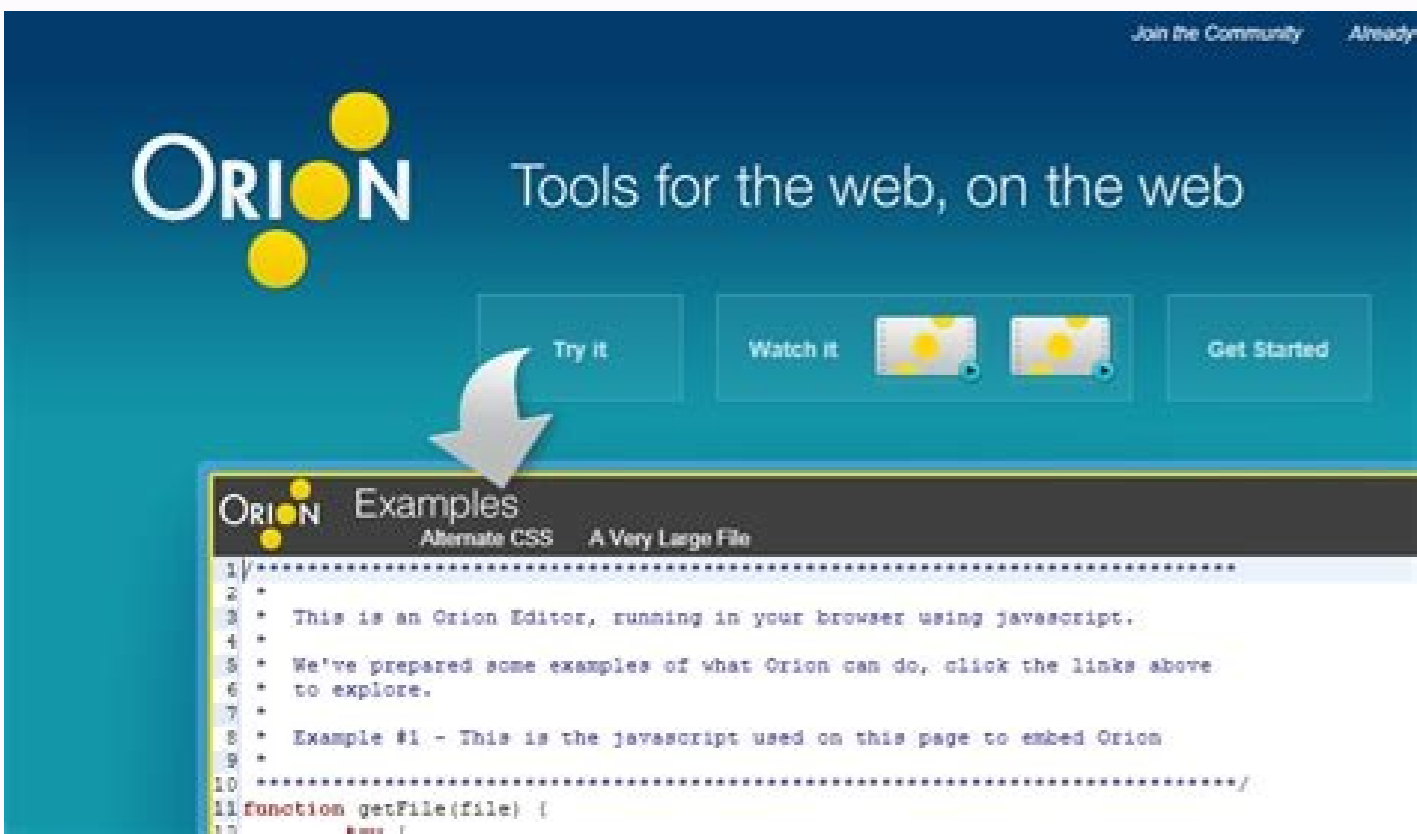 Join the Community Already
ORION
Tools for the web, on the web
Try it
Watch it
Get Started
ORION Examples
Alternate CSS A Very Large File
1 /*****************************************************************************
2 *
3 * This is an Orion Editor, running in your browser using javascript.
4 *
5 * We've prepared some examples of what Orion can do, click the links above
6 * to explore.
7 *
8 * Example #1 - This is the javascript used on this page to embed Orion
9 *
10 *****************************************************************************/
11 function getFile(file) {
12 try {